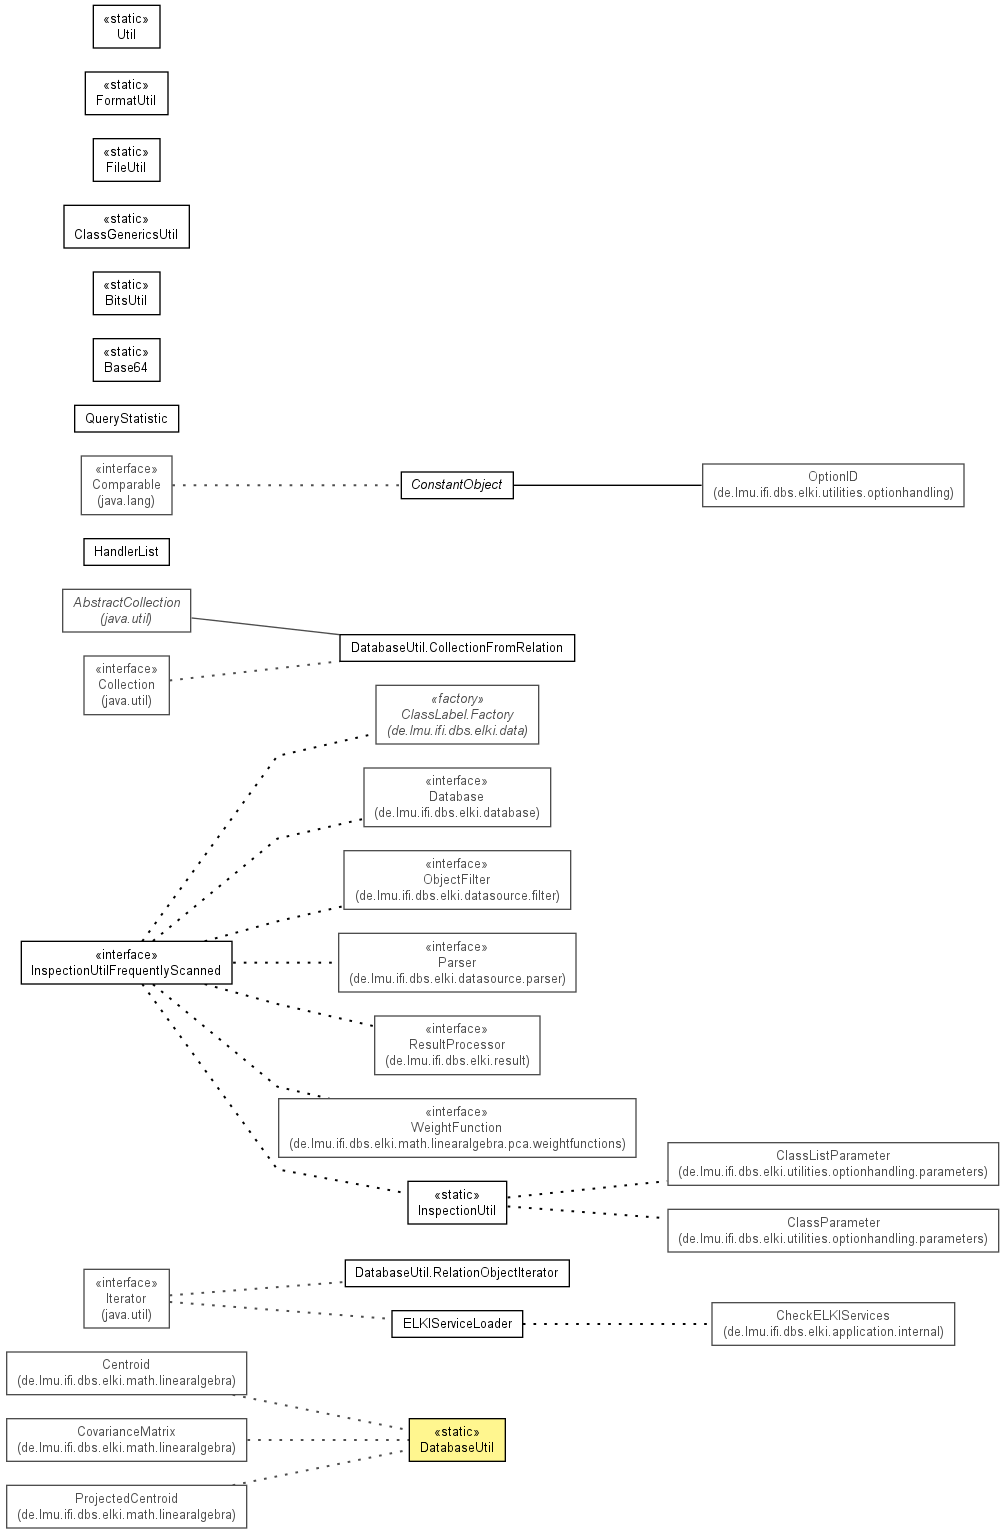 «static»
Util
«static»
FormatUtil
«static»
FileUtil
«static»
ClassGenericsUtil
«static»
BitsUtil
«static»
Base64
QueryStatistic
«interface»
Comparable
(java.lang)
ConstantObject
OptionID
(de.lmu.ifi.dbs.elki.utilities.optionhandling)
HandlerList
AbstractCollection
(java.util)
DatabaseUtil.CollectionFromRelation
«interface»
Collection
(java.util)
«factory»
ClassLabel.Factory
(de.lmu.ifi.dbs.elki.data)
«interface»
Database
(de.lmu.ifi.dbs.elki.database)
«interface»
ObjectFilter
(de.lmu.ifi.dbs.elki.datasource.filter)
«interface»
InspectionUtilFrequentlyScanned
«interface»
Parser
(de.lmu.ifi.dbs.elki.datasource.parser)
«interface»
ResultProcessor
(de.lmu.ifi.dbs.elki.result)
«interface»
WeightFunction
(de.lmu.ifi.dbs.elki.math.linearalgebra.pca.weightfunctions)
«static»
InspectionUtil
ClassListParameter
(de.lmu.ifi.dbs.elki.utilities.optionhandling.parameters)
ClassParameter
(de.lmu.ifi.dbs.elki.utilities.optionhandling.parameters)
«interface»
Iterator
(java.util)
DatabaseUtil.RelationObjectIterator
ELKIServiceLoader
CheckELKIServices
(de.lmu.ifi.dbs.elki.application.internal)
Centroid
(de.lmu.ifi.dbs.elki.math.linearalgebra)
CovarianceMatrix
(de.lmu.ifi.dbs.elki.math.linearalgebra)
«static»
DatabaseUtil
ProjectedCentroid
(de.lmu.ifi.dbs.elki.math.linearalgebra)